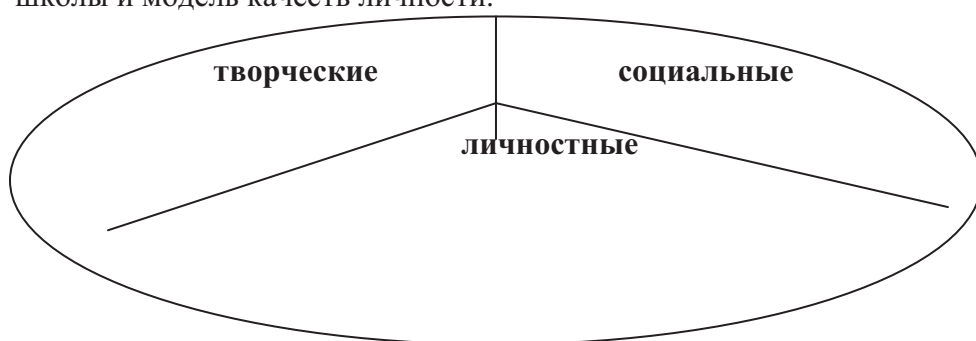 школы и модель качеств личности.
творческие социальные
личностные